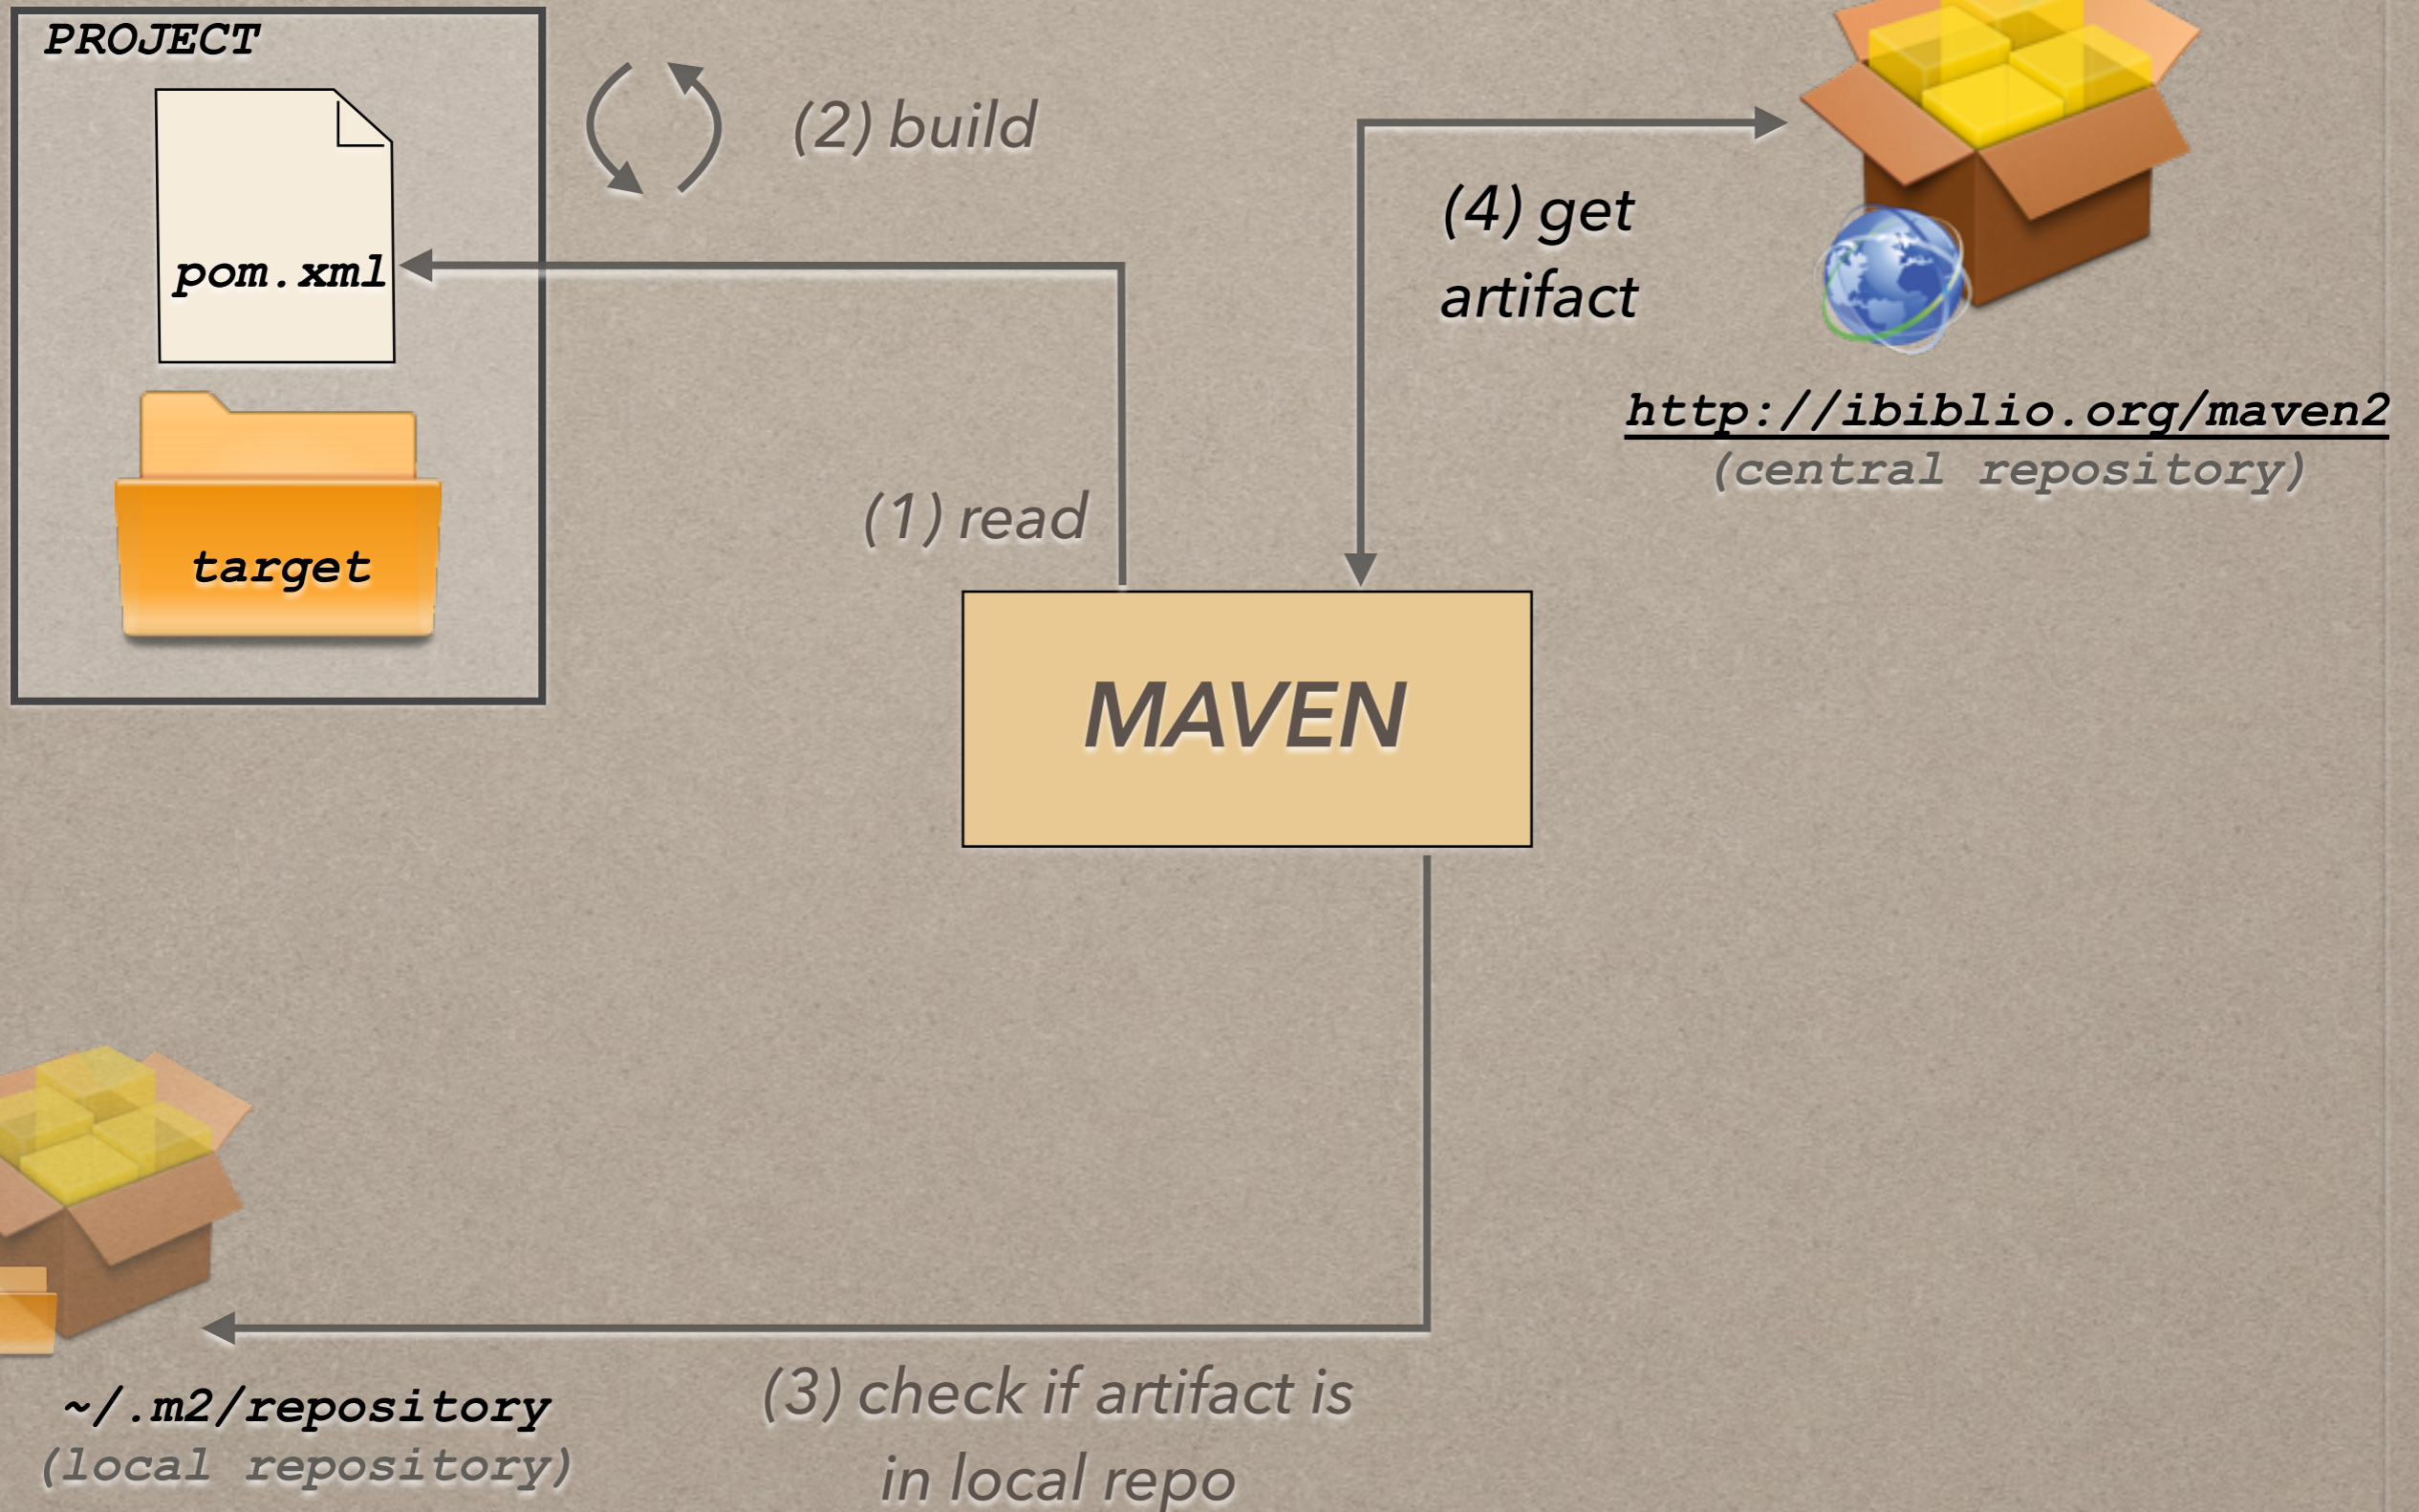 PROJECT
pom.xml
target
(2) build
(1) read
(4) get
artifact
http://ibiblio.org/maven2
(central repository)
MAVEN
~/.m2/repository
(local repository)
(3) check if artifact is
in local repo